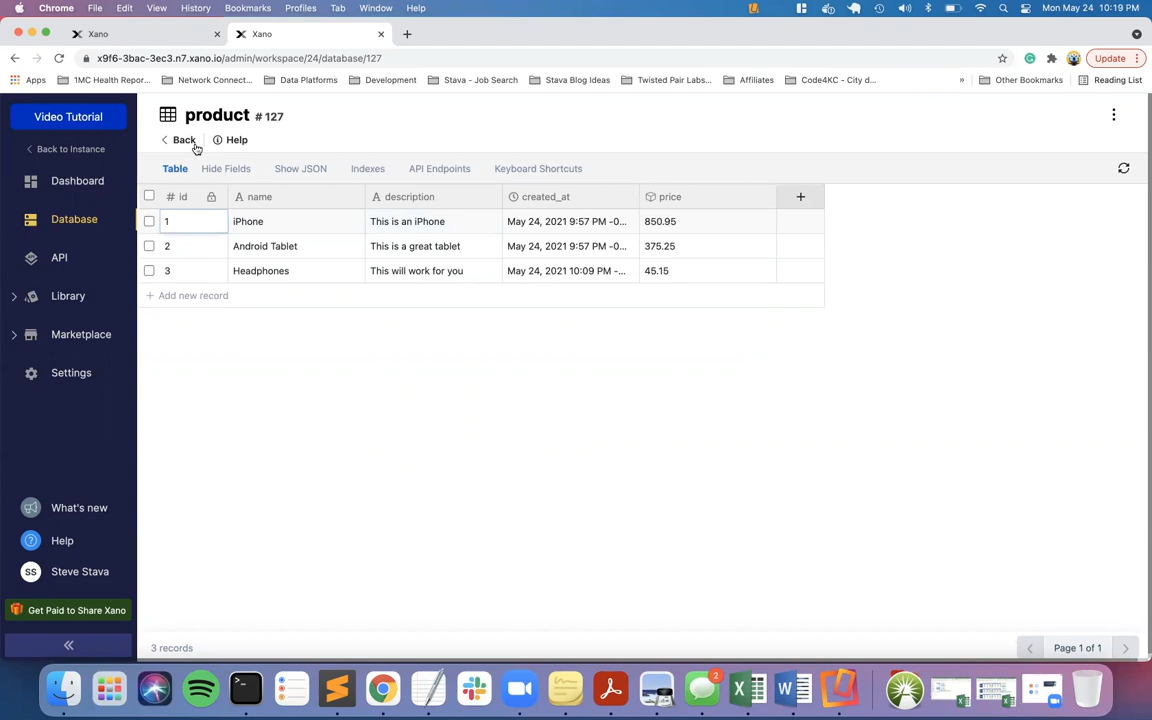 Chrome File Edit View History Bookmarks Profiles Tab Window Help Mon May 24 10:19 PM
Xano
Xano
x9f6-3bac-3ec3.n7.xano.io/admin/workspace/24/database/127
Update
Apps 1MC Health Repor... Network Connect... Data Platforms Development Stava - Job Search Stava Blog Ideas Twisted Pair Labs... Affiliates Code4KC - City d... » Other Bookmarks Reading List
Video Tutorial
Back to Instance
Dashboard
Database
API
Library
Marketplace
Settings
What's new
Help
SS Steve Stava
Get Paid to Share Xano
product # 127
Back Help
Table Hide Fields Show JSON Indexes API Endpoints Keyboard Shortcuts
# id A name A description created_at price +
1 iPhone This is an iPhone May 24, 2021 9:57 PM -0... 850.95
2 Android Tablet This is a great tablet May 24, 2021 9:57 PM -0... 375.25
3 Headphones This will work for you May 24, 2021 10:09 PM -... 45.15
+ Add new record
3 records
Page 1 of 1
2